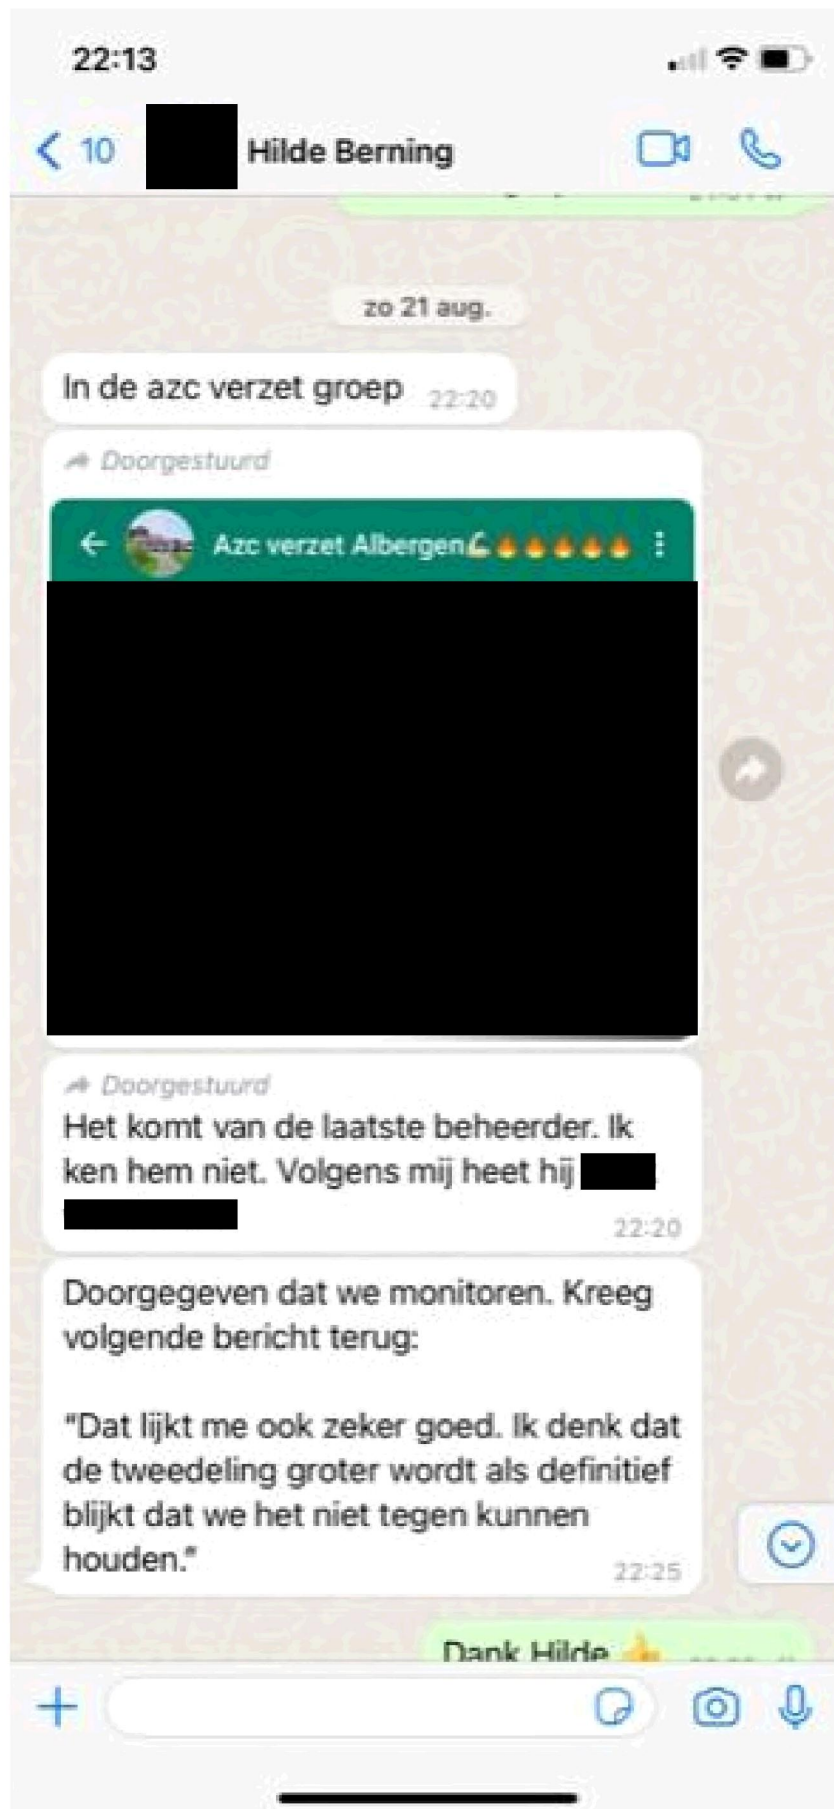 22:13
10 Hilde Berning
zo 21 aug.
In de azc verzet groep 22:20
Doorgestuurd
Azc verzet Albergen💪🔥🔥🔥🔥🔥
Doorgestuurd
Het komt van de laatste beheerder. Ik
ken hem niet. Volgens mij heet hij
22:20
Doorgegeven dat we monitoren. Kreeg
volgende bericht terug:
"Dat lijkt me ook zeker goed. Ik denk dat
de tweedeling groter wordt als definitief
blijkt dat we het niet tegen kunnen
houden."
22:25
Dank Hilde 👍